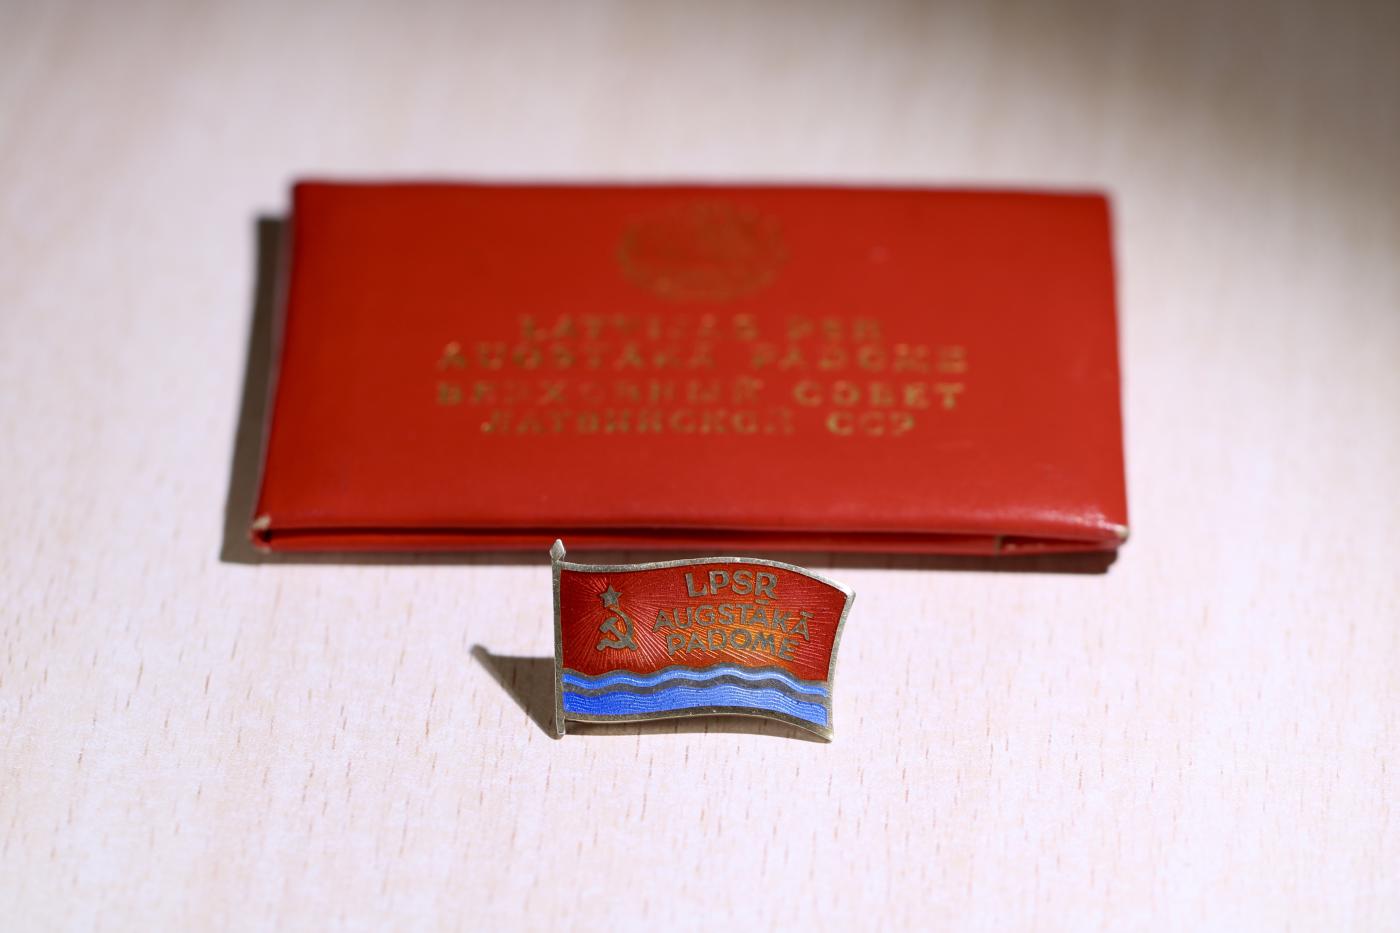 LATVIJAS PSR
AUGSTĀKĀ PADOME
ВЕРХОВНЫЙ СОВЕТ
ЛАТВИЙСКОЙ ССР
LPSR
AUGSTĀKĀ
PADOME